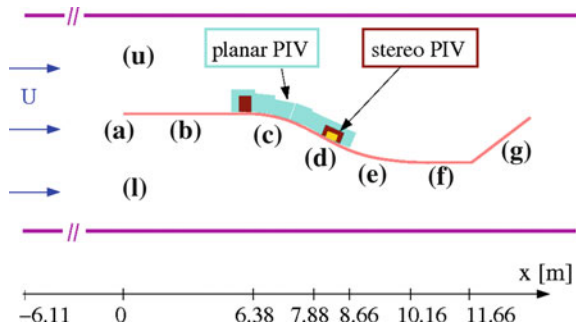 (u)
planar PIV
stereo PIV
U
(a)
(b)
(c)
(d)
(e)
(f)
(g)
(l)
x [m]
−6.11 0 6.38 7.88 8.66 10.16 11.66